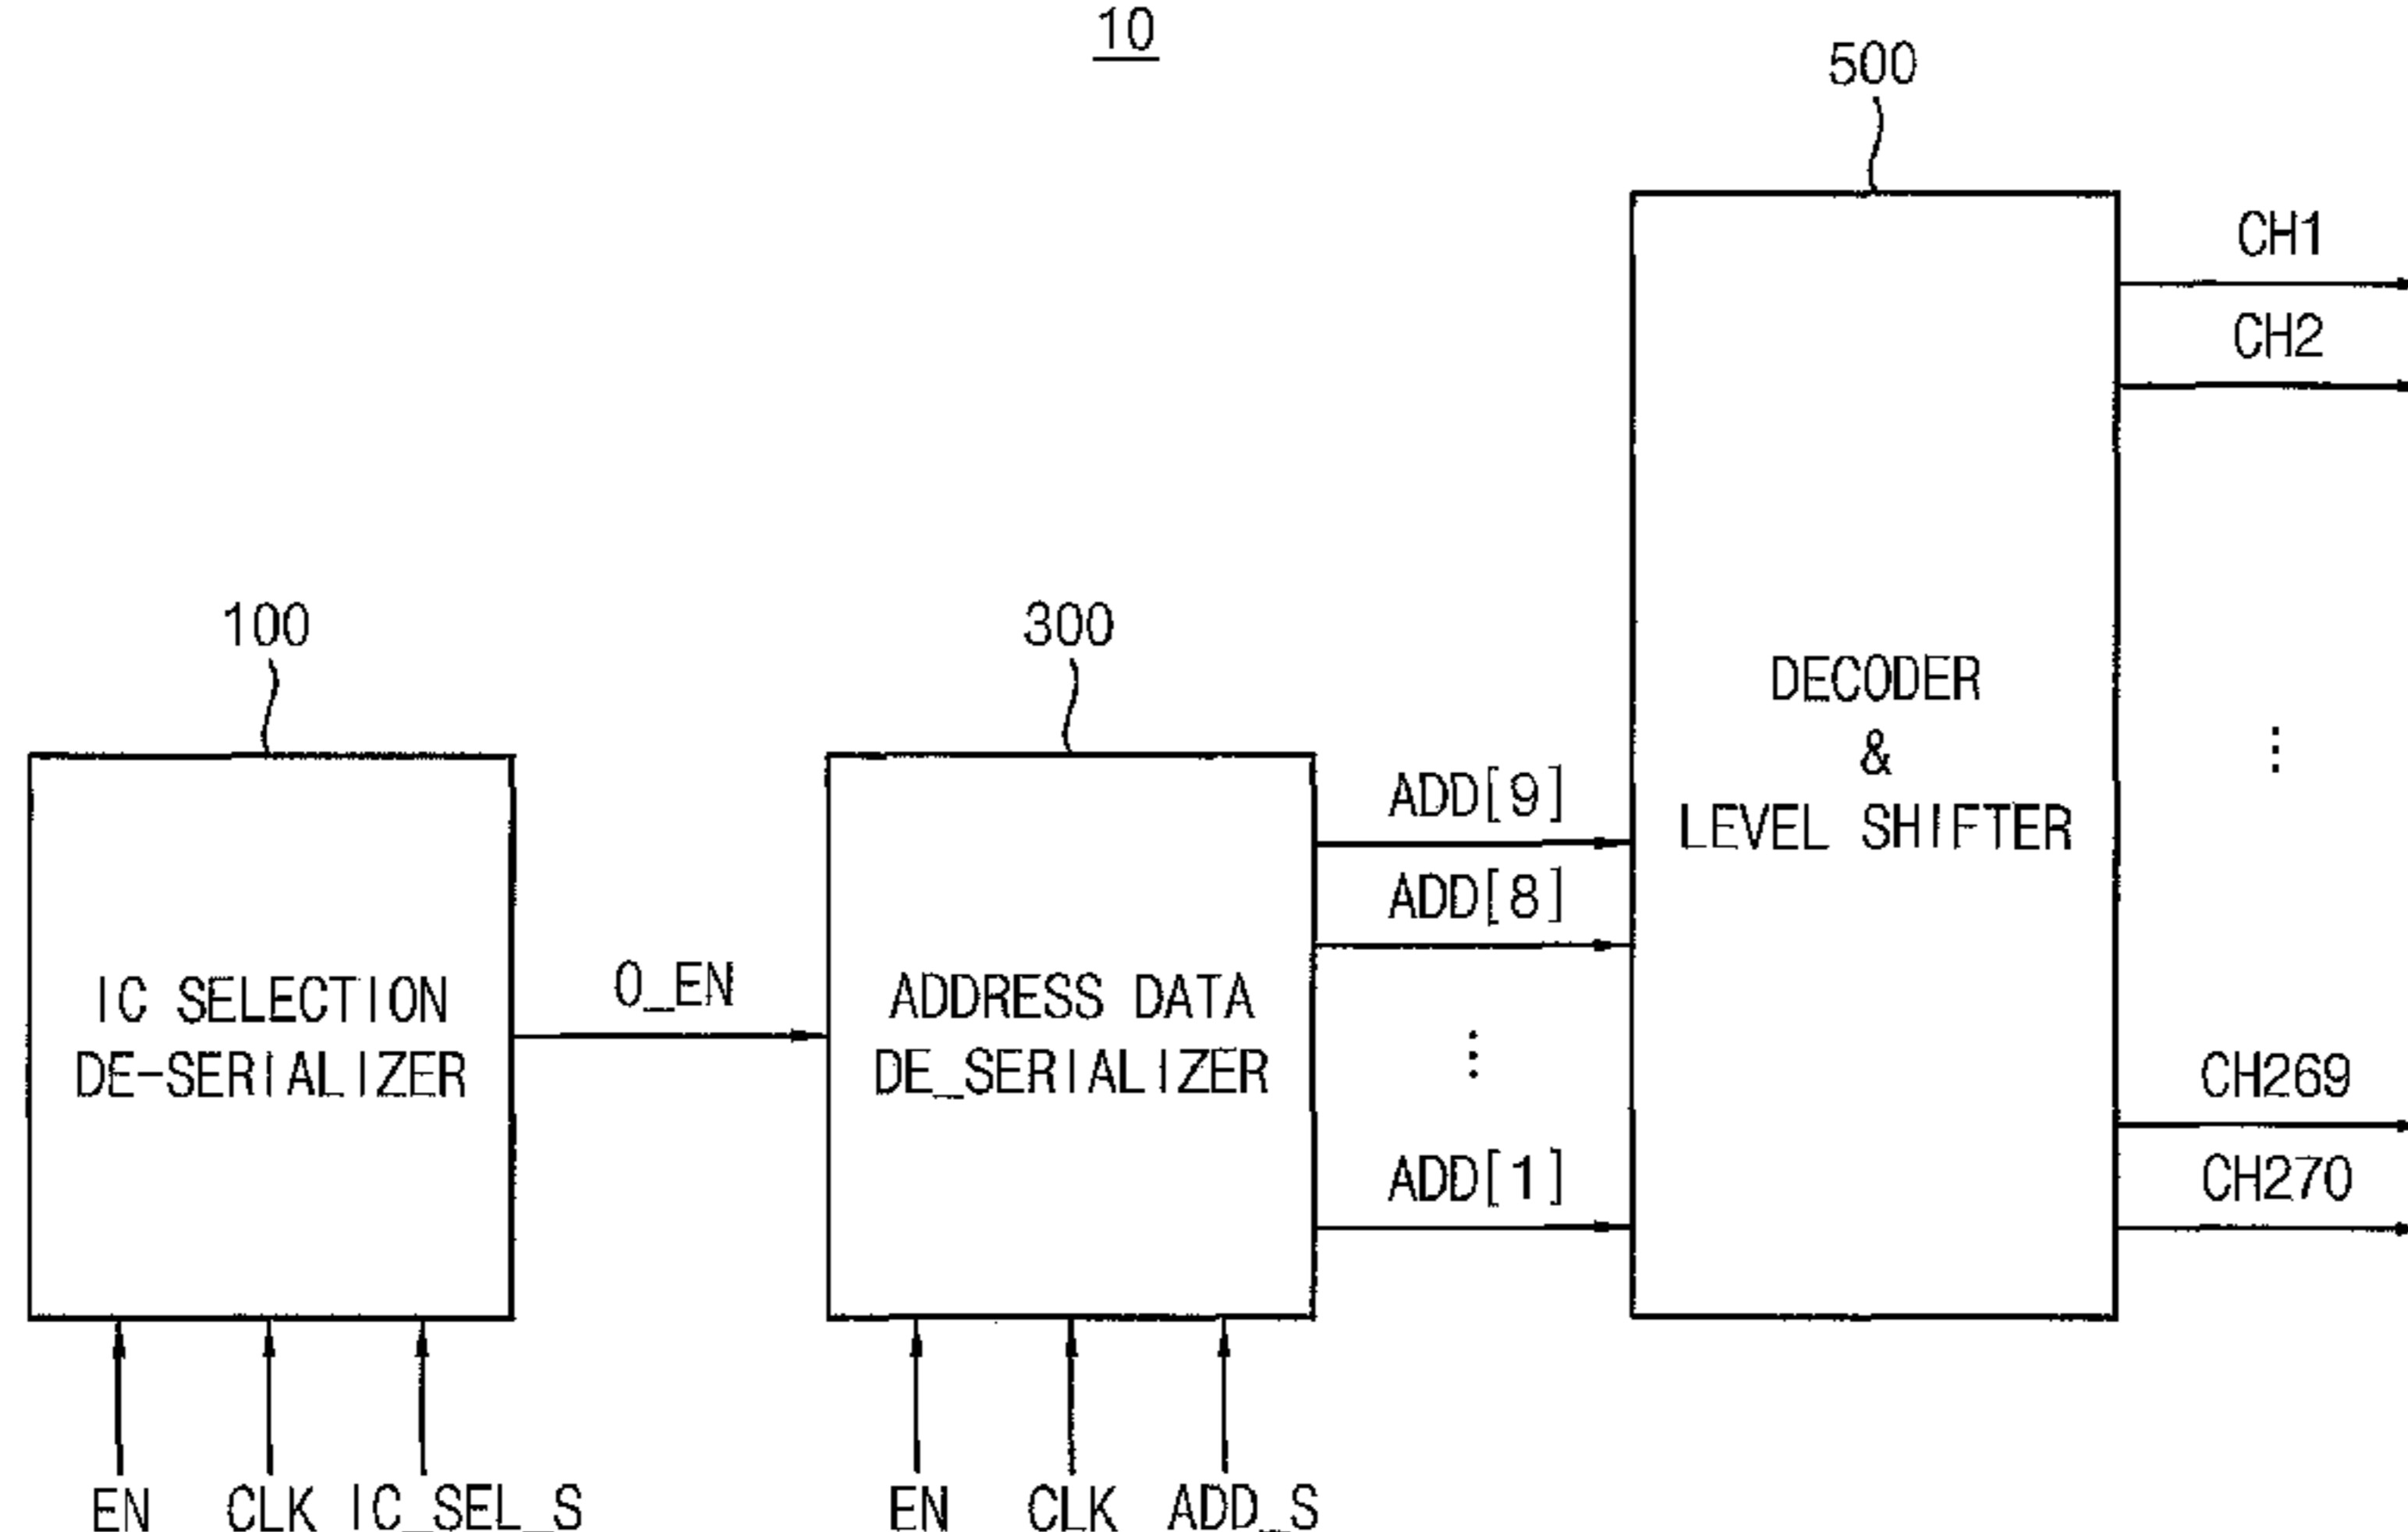 10
500
CH1
CH2
100
300
DECODER
&
LEVEL SHIFTER
⋮
ADD[9]
ADD[8]
IC SELECTION
DE-SERIALIZER
O_EN
ADDRESS DATA
DE_SERIALIZER
⋮
ADD[1]
CH269
CH270
EN CLK IC_SEL_S
EN CLK ADD_S